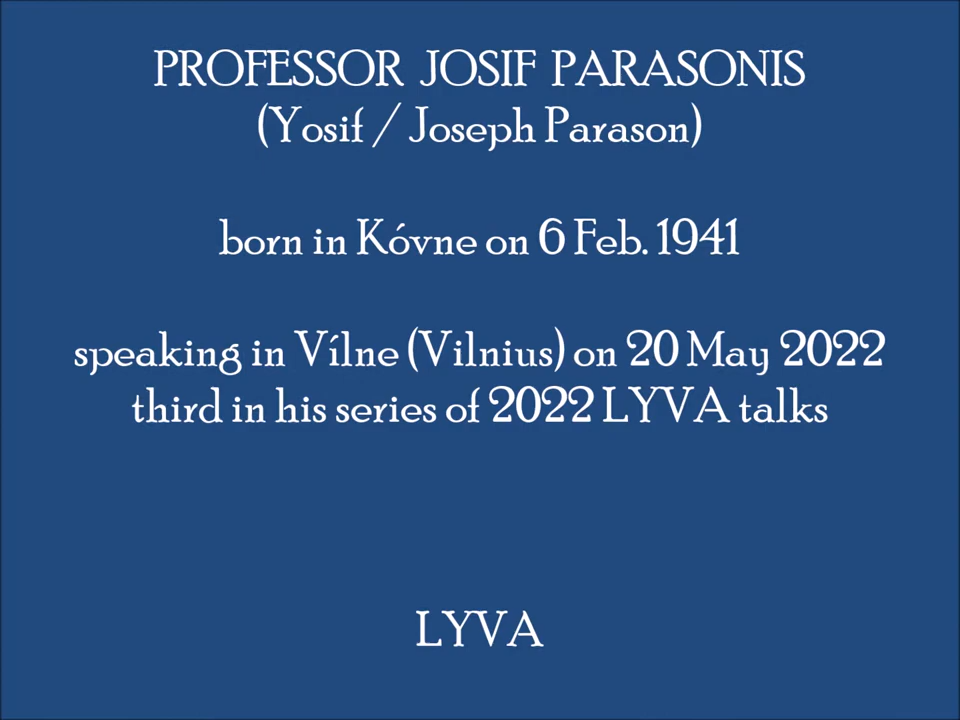 PROFESSOR JOSIF PARASONIS
(Yosif / Joseph Parason)
born in Kóvne on 6 Feb. 1941
speaking in Vílne (Vilnius) on 20 May 2022
third in his series of 2022 LYVA talks
LYVA